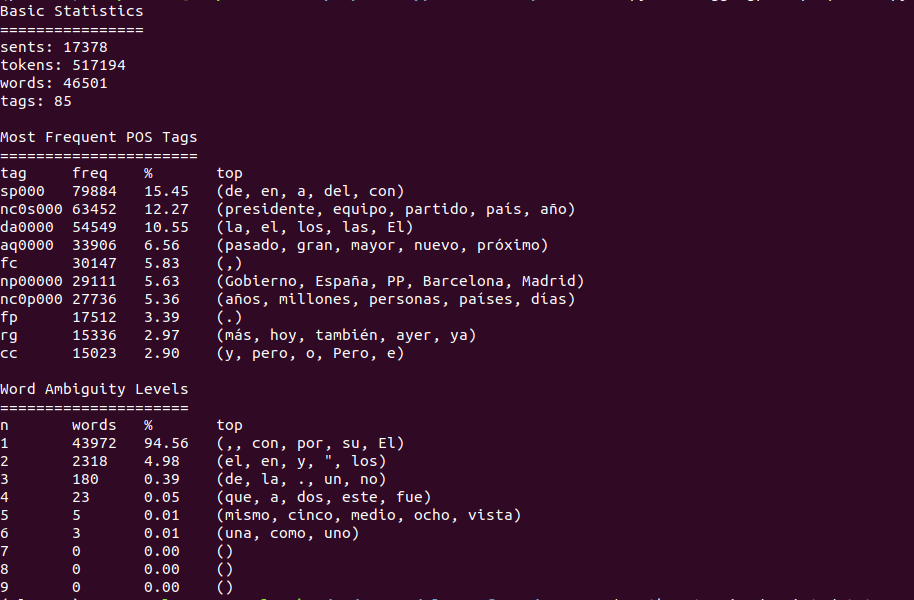 Basic Statistics
================
sents: 17378
tokens: 517194
words: 46501
tags: 85
Most Frequent POS Tags
======================
tag freq % top
sp000 79884 15.45 (de, en, a, del, con)
nc0s000 63452 12.27 (presidente, equipo, partido, país, año)
da0000 54549 10.55 (la, el, los, las, El)
aq0000 33906 6.56 (pasado, gran, mayor, nuevo, próximo)
fc 30147 5.83 (,)
np00000 29111 5.63 (Gobierno, España, PP, Barcelona, Madrid)
nc0p000 27736 5.36 (años, millones, personas, países, días)
fp 17512 3.39 (.)
rg 15336 2.97 (más, hoy, también, ayer, ya)
cc 15023 2.90 (y, pero, o, Pero, e)
Word Ambiguity Levels
=====================
n words % top
1 43972 94.56 (,, con, por, su, El)
2 2318 4.98 (el, en, y, ", los)
3 180 0.39 (de, la, ., un, no)
4 23 0.05 (que, a, dos, este, fue)
5 5 0.01 (mismo, cinco, medio, ocho, vista)
6 3 0.01 (una, como, uno)
7 0 0.00 ()
8 0 0.00 ()
9 0 0.00 ()